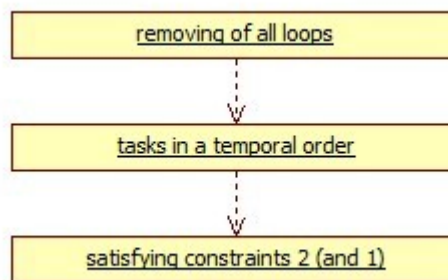 removing of all loops
tasks in a temporal order
satisfying constraints 2 (and 1)